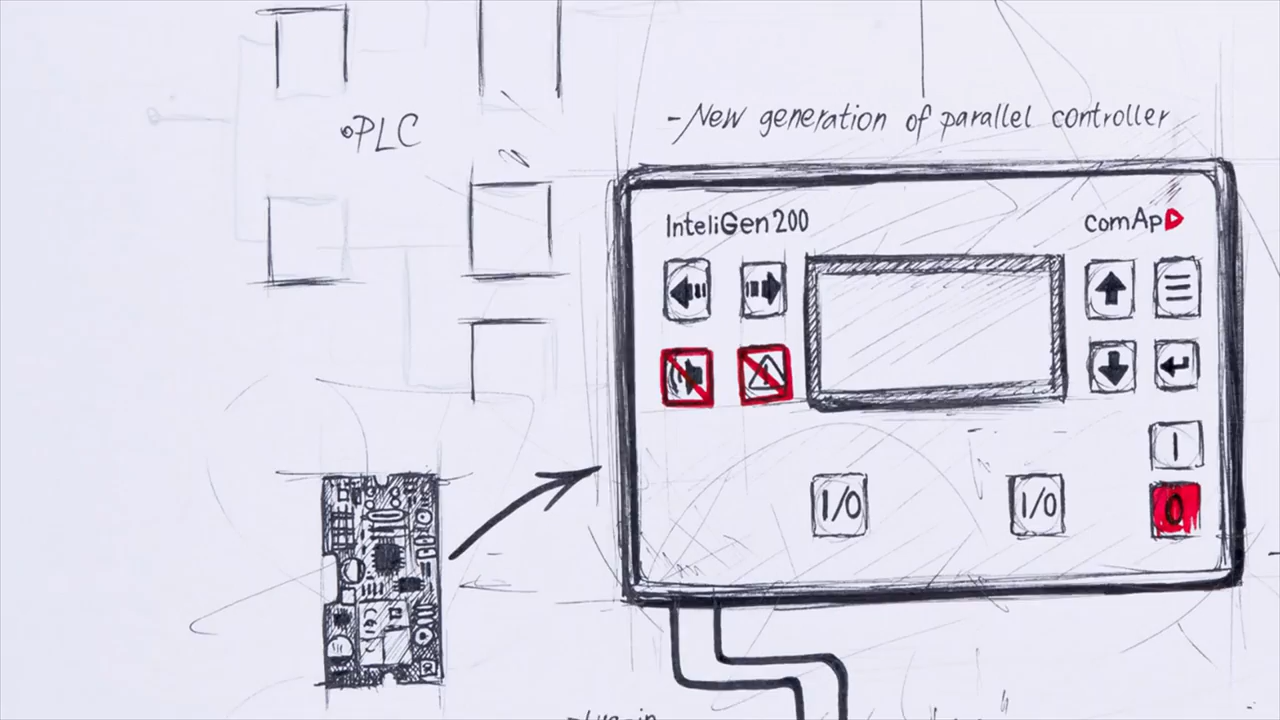 - New generation of parallel controller
PLC
InteliGen 200
comAp
I/O
I/O
I
0